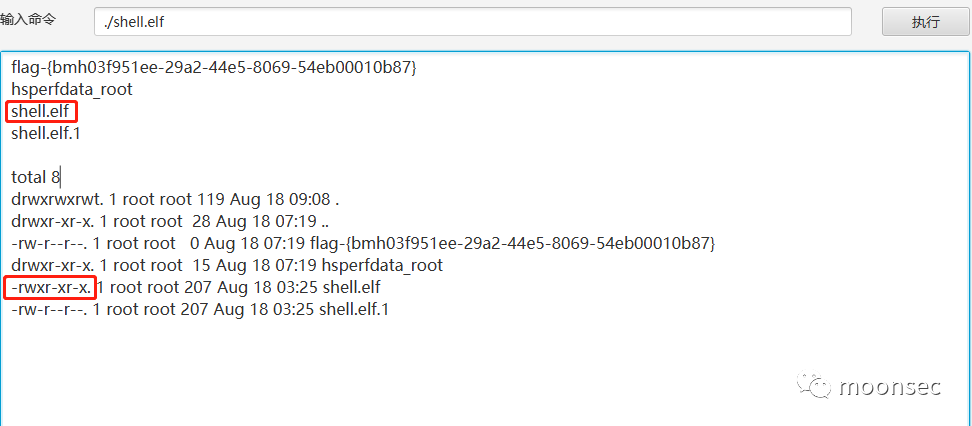 输入命令 ./shell.elf 执行
flag-{bmh03f951ee-29a2-44e5-8069-54eb00010b87}
hsperfdata_root
shell.elf
shell.elf.1
total 8
drwxrwxrwt. 1 root root 119 Aug 18 09:08 .
drwxr-xr-x. 1 root root 28 Aug 18 07:19 ..
-rw-r--r--. 1 root root 0 Aug 18 07:19 flag-{bmh03f951ee-29a2-44e5-8069-54eb00010b87}
drwxr-xr-x. 1 root root 15 Aug 18 07:19 hsperfdata_root
-rwxr-xr-x. 1 root root 207 Aug 18 03:25 shell.elf
-rw-r--r--. 1 root root 207 Aug 18 03:25 shell.elf.1
moonsec